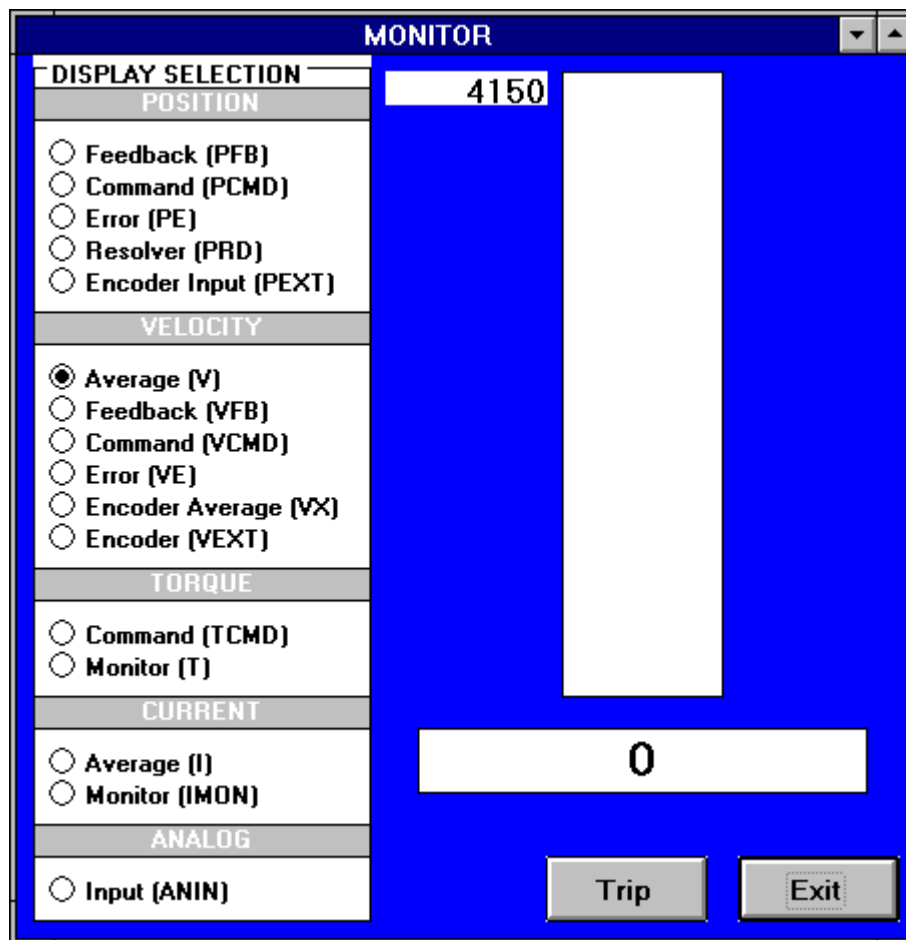 MONITOR
DISPLAY SELECTION
POSITION
Feedback (PFB)
Command (PCMD)
Error (PE)
Resolver (PRD)
Encoder Input (PEXT)
VELOCITY
Average (V)
Feedback (VFB)
Command (VCMD)
Error (VE)
Encoder Average (VX)
Encoder (VEXT)
TORQUE
Command (TCMD)
Monitor (T)
CURRENT
Average (I)
Monitor (IMON)
ANALOG
Input (ANIN)
4150
0
Trip
Exit